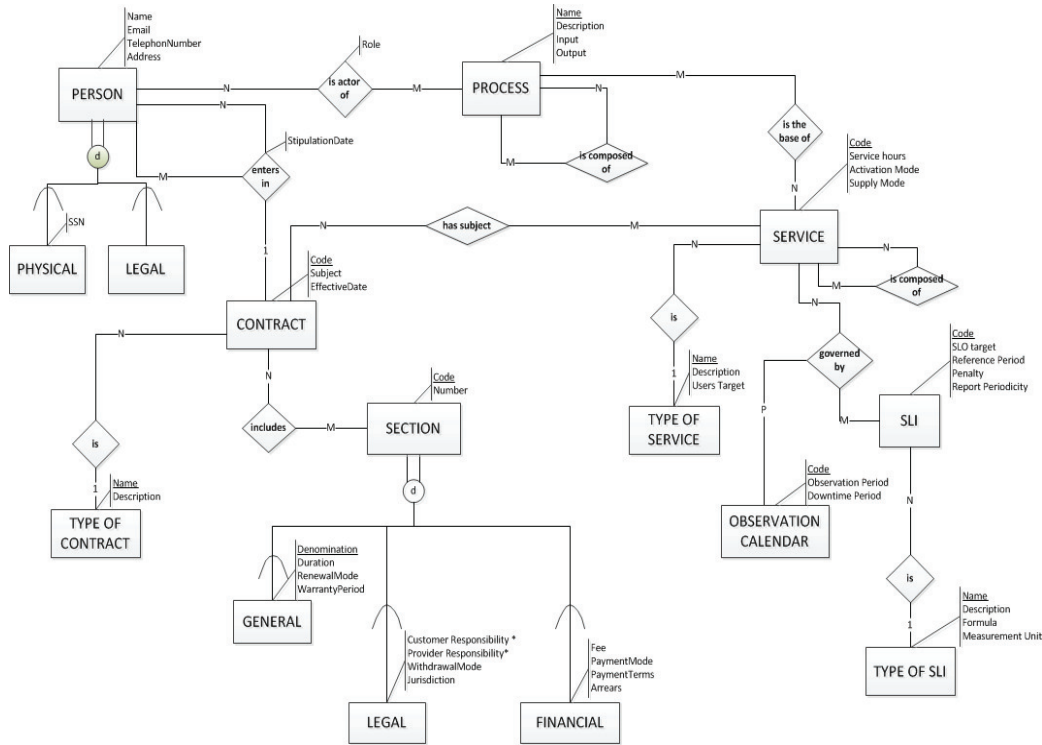 Name
Email
TelephonNumber
Address
PERSON
N
is actor
of
Role
M
Name
Description
Input
Output
PROCESS
M
N
M
is composed
of
is the
base of
N
N
StipulationDate
M
enters
in
1
d
SSN
PHYSICAL
LEGAL
Code
Service hours
Activation Mode
Supply Mode
SERVICE
N
has subject
M
N
M
is composed
of
N
is
1
Name
Description
Users Target
TYPE OF
SERVICE
N
governed
by
M
P
Code
SLO target
Reference Period
Penalty
Report Periodicity
SLI
Code
Observation Period
Downtime Period
OBSERVATION
CALENDAR
N
is
1
Name
Description
Formula
Measurement Unit
TYPE OF SLI
Code
Subject
EffectiveDate
CONTRACT
N
is
1
Name
Description
TYPE OF
CONTRACT
N
includes
M
Code
Number
SECTION
d
Denomination
Duration
RenewalMode
WarrantyPeriod
GENERAL
Customer Responsibility *
Provider Responsibility*
WithdrawalMode
Jurisdiction
LEGAL
Fee
PaymentMode
PaymentTerms
Arrears
FINANCIAL